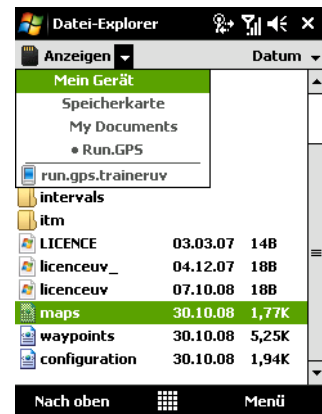 Datei-Explorer
Anzeigen Datum
Mein Gerät
Speicherkarte
My Documents
• Run.GPS
run.gps.traineruv
intervals
itm
LICENCE 03.03.07 14B
licenceuv_ 04.12.07 18B
licenceuv 07.10.08 18B
maps 30.10.08 1,77K
waypoints 30.10.08 5,25K
configuration 30.10.08 1,94K
Nach oben Menü